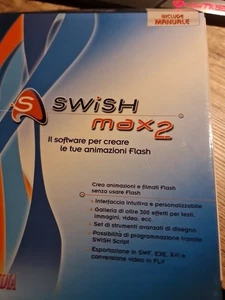 INCLUDE
MANUALE
S
SWiSH
max2
Il software per creare
le tue animazioni Flash
Crea animazioni e filmati Flash
senza usare Flash
Interfaccia intuitiva e personalizzabile
Galleria di oltre 300 effetti per testi,
immagini, video, ecc.
Set di strumenti avanzati di disegno
Possibilità di programmazione tramite
SWiSH Script
Esportazione in SWF, EXE, AVI e
conversione video in FLV